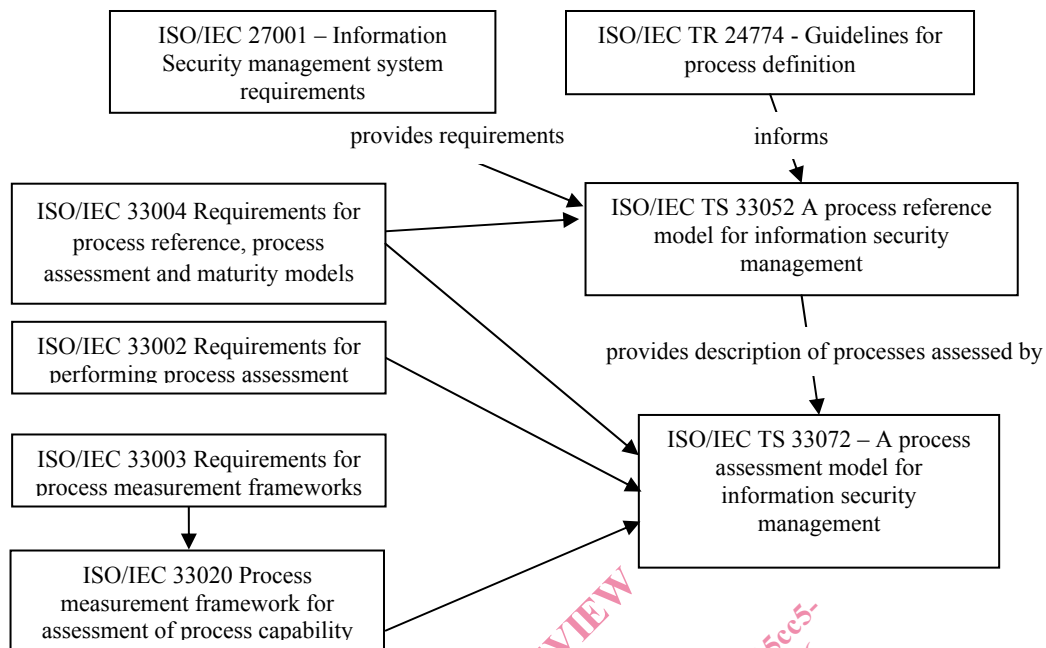 ISO/IEC 27001 – Information
Security management system
requirements
ISO/IEC TR 24774 - Guidelines for
process definition
provides requirements
informs
ISO/IEC 33004 Requirements for
process reference, process
assessment and maturity models
ISO/IEC TS 33052 A process reference
model for information security
management
ISO/IEC 33002 Requirements for
performing process assessment
provides description of processes assessed by
ISO/IEC 33003 Requirements for
process measurement frameworks
ISO/IEC TS 33072 – A process
assessment model for
information security
management
ISO/IEC 33020 Process
measurement framework for
assessment of process capability
VIEW
5cc5-